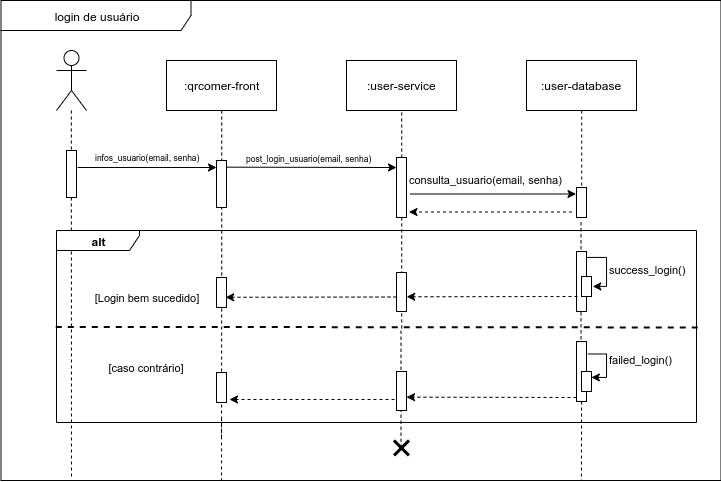 login de usuário
:qrcomer-front
:user-service
:user-database
infos_usuario(email, senha)
post_login_usuario(email, senha)
consulta_usuario(email, senha)
alt
success_login()
[Login bem sucedido]
failed_login()
[caso contrário]